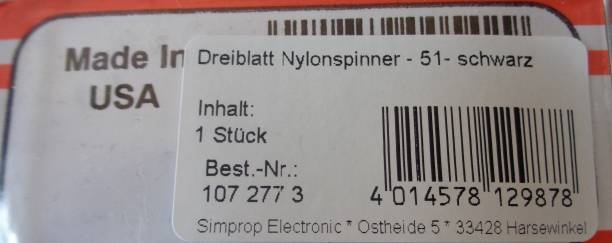 Made In
USA
Dreiblatt Nylonspinner - 51- schwarz
Inhalt:
1 Stück
Best.-Nr.:
107 277 3
4 014578 129878
Simprop Electronic * Ostheide 5 * 33428 Harsewinkel